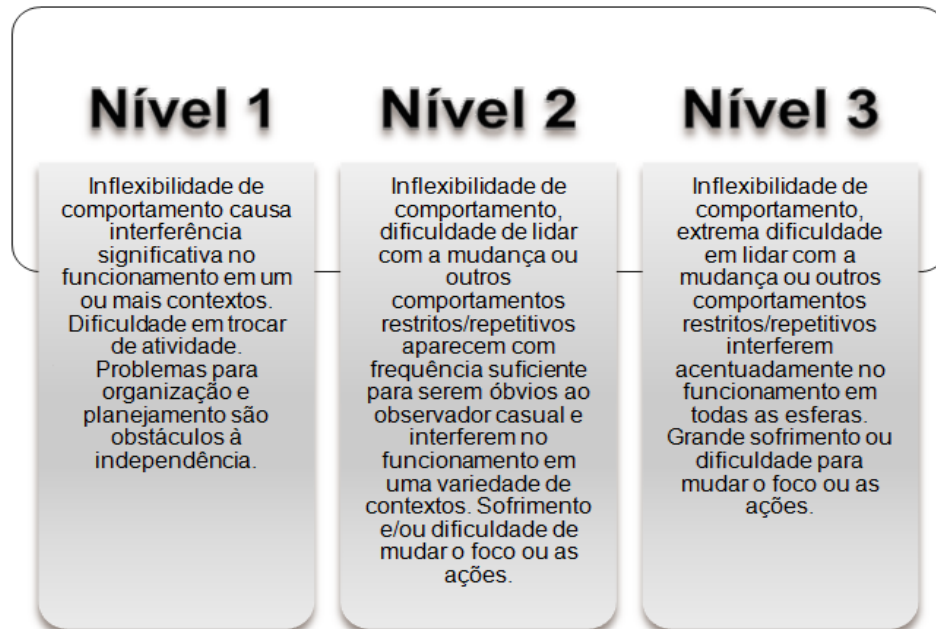 Nível 1
Inflexibilidade de
comportamento causa
interferência
significativa no
funcionamento em um
ou mais contextos.
Dificuldade em trocar
de atividade.
Problemas para
organização e
planejamento são
obstáculos à
independência.
Nível 2
Inflexibilidade de
comportamento,
dificuldade de lidar
com a mudança ou
outros
comportamentos
restritos/repetitivos
aparecem com
frequência suficiente
para serem óbvios ao
observador casual e
interferem no
funcionamento em
uma variedade de
contextos. Sofrimento
e/ou dificuldade de
mudar o foco ou as
ações.
Nível 3
Inflexibilidade de
comportamento,
extrema dificuldade
em lidar com a
mudança ou outros
comportamentos
restritos/repetitivos
interferem
acentuadamente no
funcionamento em
todas as esferas.
Grande sofrimento ou
dificuldade para
mudar o foco ou as
ações.